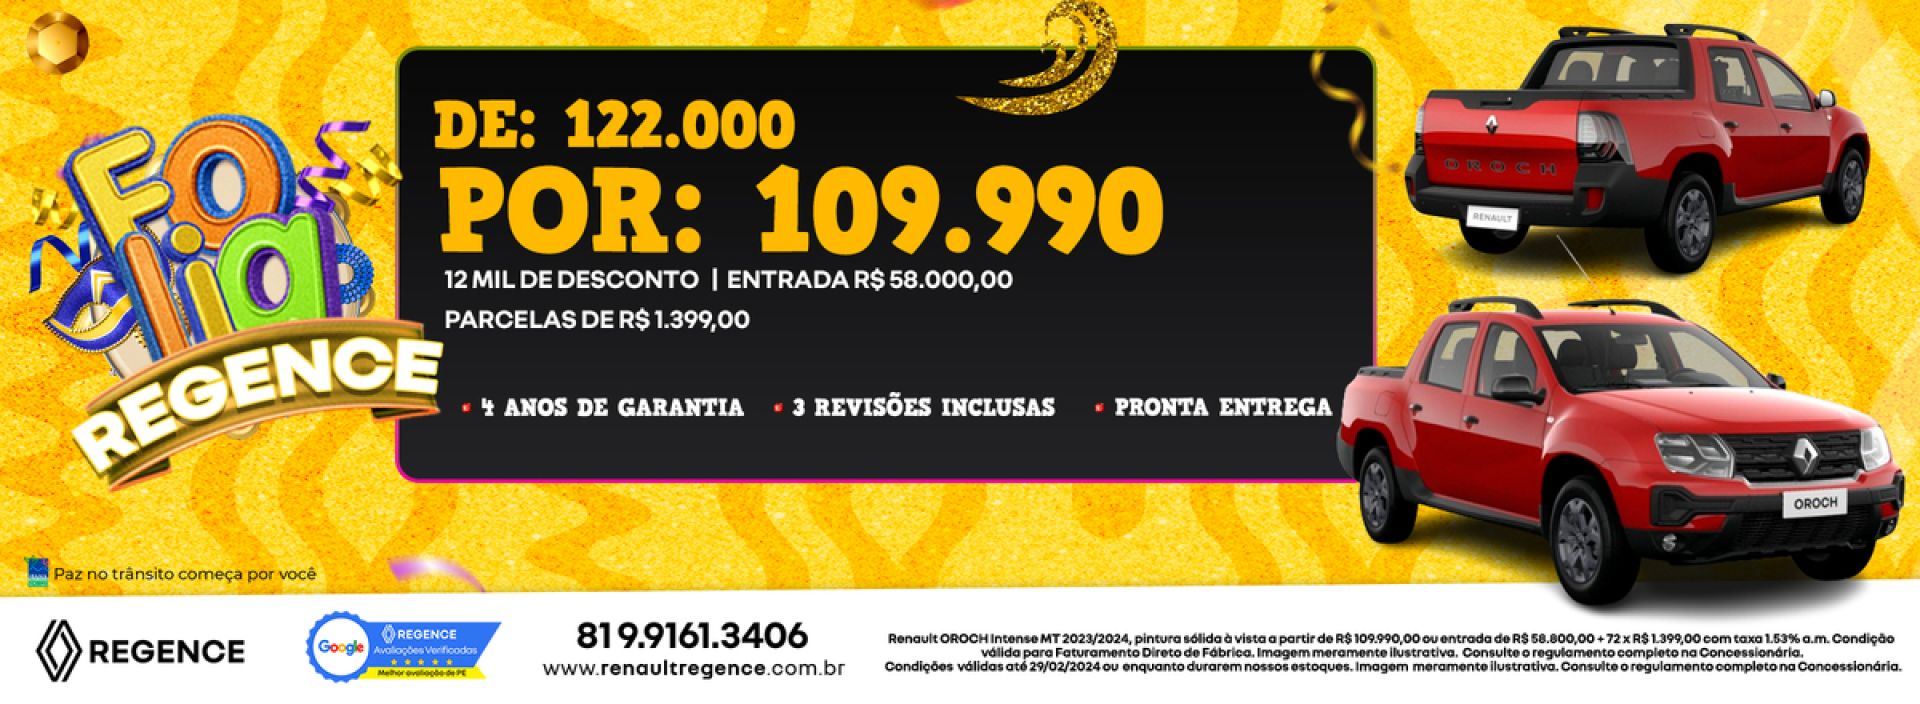 FOlia
REGENCE
DE: 122.000
POR: 109.990
12 MIL DE DESCONTO | ENTRADA R$ 58.000,00
PARCELAS DE R$ 1.399,00
4 ANOS DE GARANTIA
3 REVISÕES INCLUSAS
PRONTA ENTREGA
OROCH
RENAULT
OROCH
Paz no trânsito começa por você
REGENCE
Google
REGENCE
Avaliações Verificadas
Melhor avaliação de PE
81 9.9161.3406
www.renaultregence.com.br
Renault OROCH Intense MT 2023/2024, pintura sólida à vista a partir de R$ 109.990,00 ou entrada de R$ 58.800,00 + 72 x R$ 1.399,00 com taxa 1.53% a.m. Condição
válida para Faturamento Direto de Fábrica. Imagem meramente ilustrativa. Consulte o regulamento completo na Concessionária.
Condições válidas até 29/02/2024 ou enquanto durarem nossos estoques. Imagem meramente ilustrativa. Consulte o regulamento completo na Concessionária.